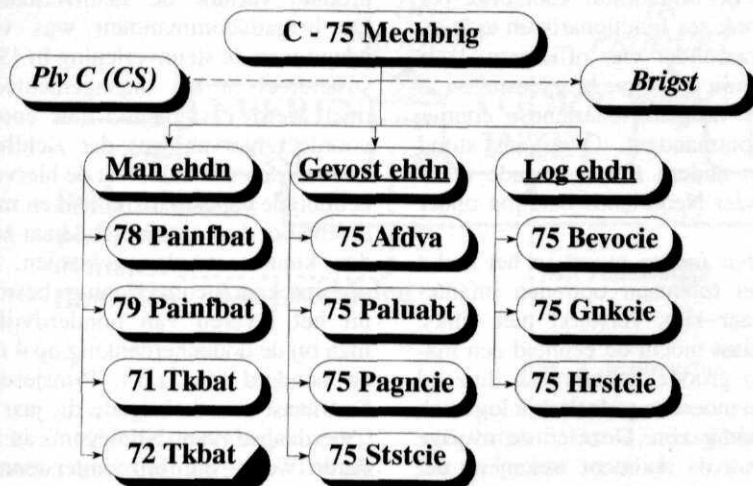 C - 75 Mechbrig
Plv C (CS)
Brigst
Man ehdn
Gevost ehdn
Log ehdn
78 Painfbat
75 Afdva
75 Bevocie
79 Painfbat
75 Paluabt
75 Gnkcie
71 Tkbat
75 Pagncie
75 Hrstcie
72 Tkbat
75 Ststcie